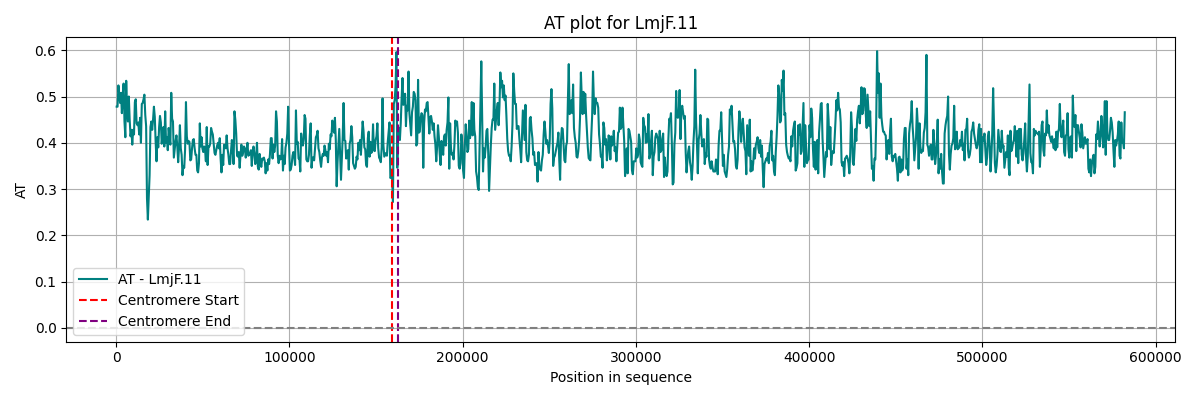 AT plot for LmjF.11
0.6
0.5
0.4
0.3
0.2
0.1
0.0
AT
AT - LmjF.11
Centromere Start
Centromere End
0
100000
200000
300000
400000
500000
600000
Position in sequence